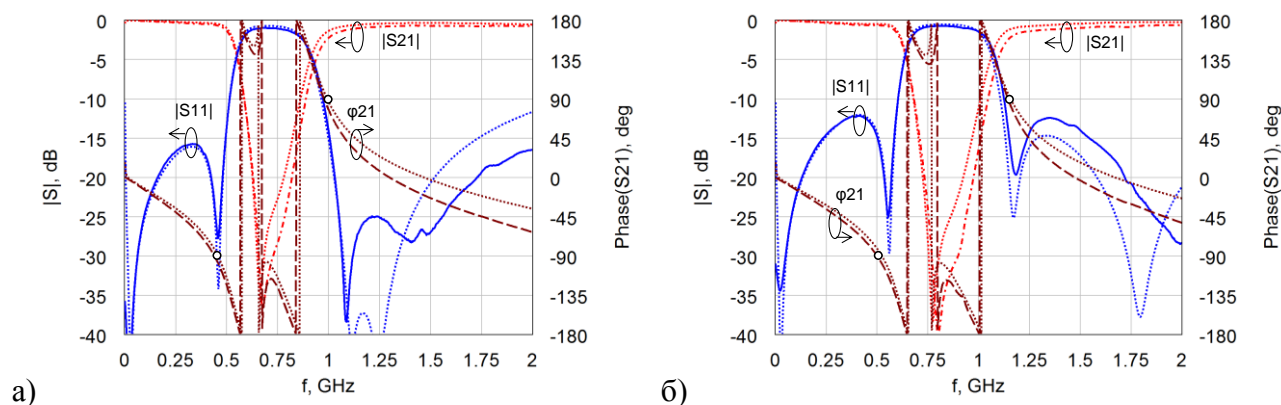 0 180
-5 135
-10 90
-15 45
-20 0
-25 -45
-30 -90
-35 -135
-40 -180
0 0.25 0.5 0.75 1 1.25 1.5 1.75 2
|S|, dB
f, GHz
Phase(S21), deg
|S21|
|S11|
φ21
а)
0 180
-5 135
-10 90
-15 45
-20 0
-25 -45
-30 -90
-35 -135
-40 -180
0 0.25 0.5 0.75 1 1.25 1.5 1.75 2
|S|, dB
f, GHz
Phase(S21), deg
|S21|
|S11|
φ21
б)